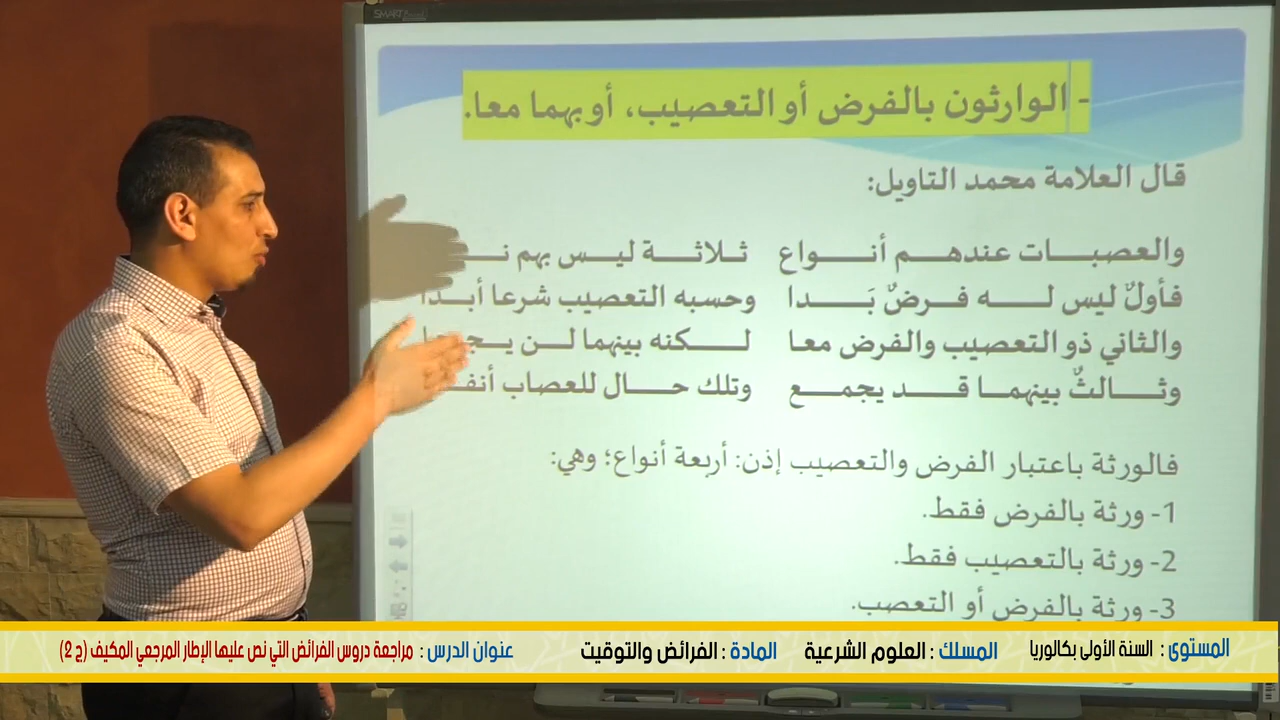 SMART
- الوارثون بالفرض أو التعصيب، أو بهما معا.
قال العلامة محمد التاويل:
والعصبات عندهم أنواع ثلاثة ليس بهم
فأولٌ ليس له فرضٌ بَدا وحسبه التعصيب شرعا أبدا
والثاني ذو التعصيب والفرض معا لكنه بينهما لن
وثالثٌ بينهما قد يجمع وتلك حال للعصاب
فالورثة باعتبار الفرض والتعصيب إذن: أربعة أنواع؛ وهي:
1- ورثة بالفرض فقط.
2- ورثة بالتعصيب فقط.
3- ورثة بالفرض أو التعصب.
المستوى : السنة الأولى بكالوريا المسلك : العلوم الشرعية المادة : الفرائض والتوقيت عنوان الدرس : مراجعة دروس الفرائض التي نص عليها الإطار المرجعي المكيف (ج 2)